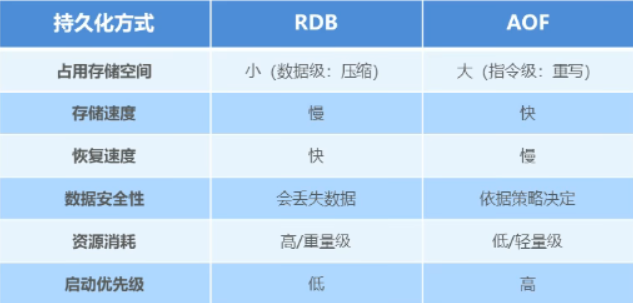 持久化方式 RDB AOF
占用存储空间 小（数据级：压缩） 大（指令级：重写）
存储速度 慢 快
恢复速度 快 慢
数据安全性 会丢失数据 依据策略决定
资源消耗 高/重量级 低/轻量级
启动优先级 低 高